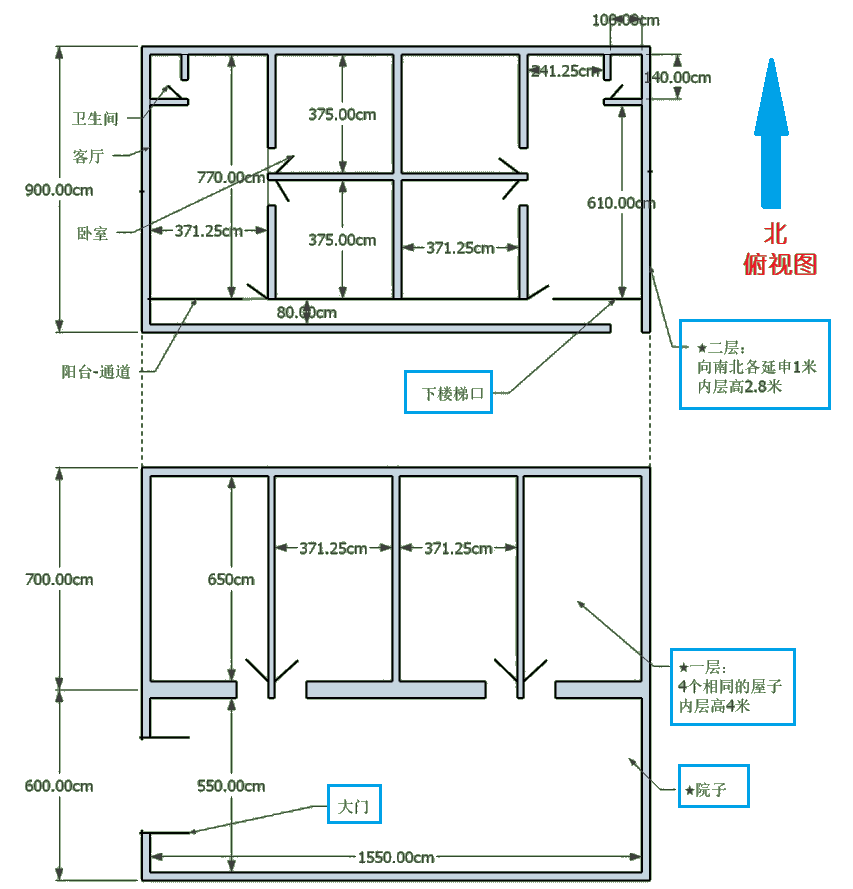 100.00cm
241.25cm
140.00cm
卫生间
375.00cm
客厅
770.00cm
900.00cm
610.00cm
北
卧室
371.25cm
375.00cm
371.25cm
俯视图
80.00cm
★二层：
向南北各延申1米
内层高2.8米
阳台-通道
下楼梯口
371.25cm
371.25cm
700.00cm
650cm
★一层：
4个相同的屋子
内层高4米
600.00cm
550.00cm
★院子
大门
1550.00cm